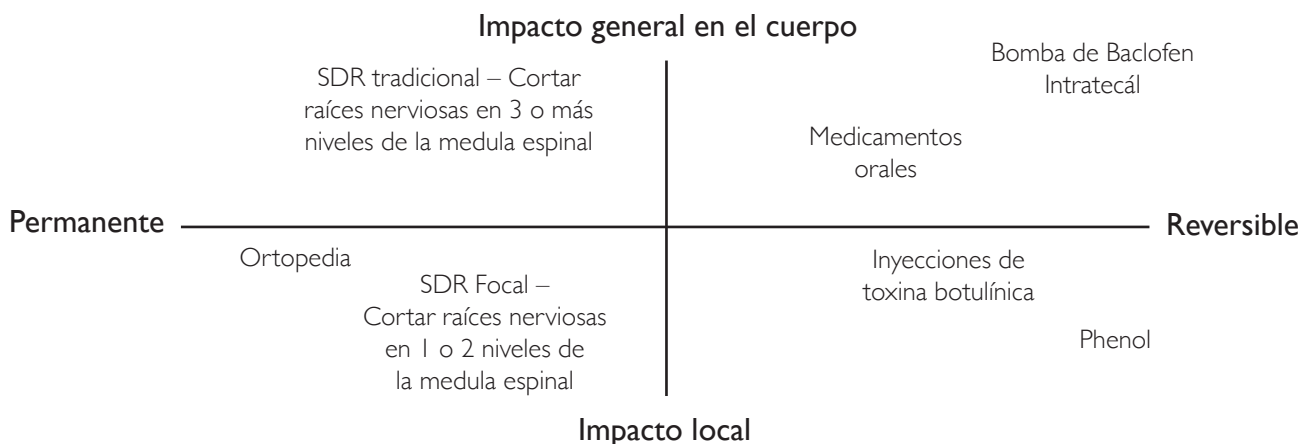 Impacto general en el cuerpo
SDR tradicional – Cortar
raíces nerviosas en 3 o más
niveles de la medula espinal
Bomba de Baclofen
Intratecál
Medicamentos
orales
Permanente
Reversible
Ortopedia
SDR Focal –
Cortar raíces nerviosas
en 1 o 2 niveles de
la medula espinal
Inyecciones de
toxina botulínica
Phenol
Impacto local